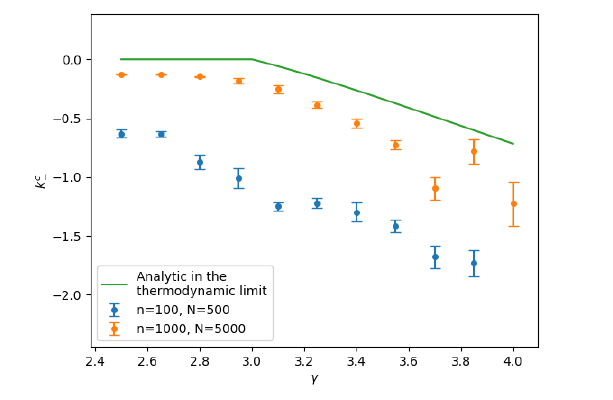 0.0
−0.5
−1.0
−1.5
−2.0
k_−^c
Analytic in the
thermodynamic limit
n=100, N=500
n=1000, N=5000
2.4 2.6 2.8 3.0 3.2 3.4 3.6 3.8 4.0
γ